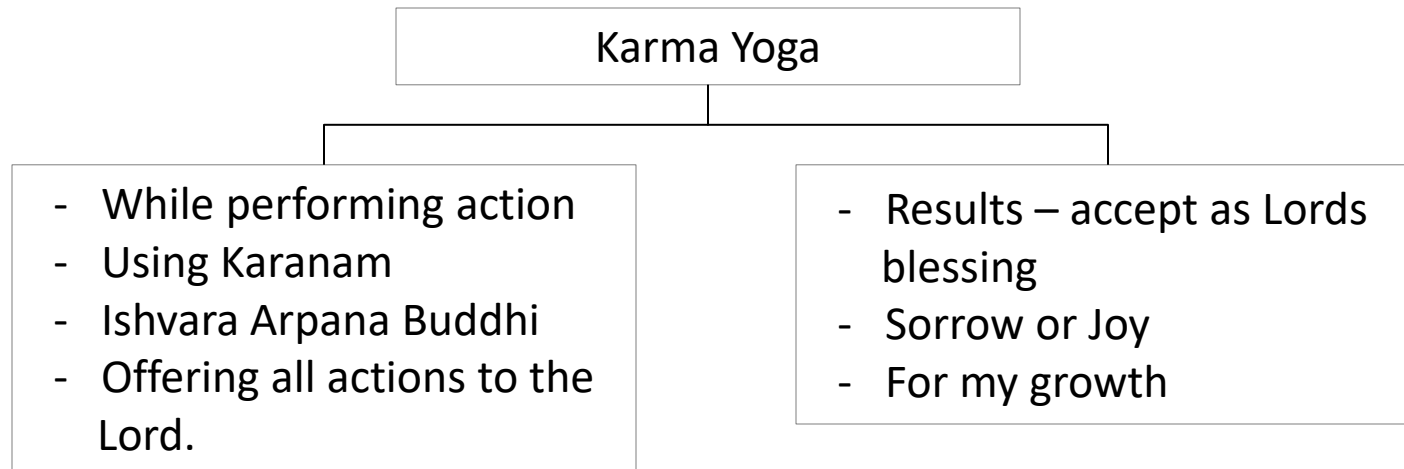 Karma Yoga
- While performing action
- Using Karanam
- Ishvara Arpana Buddhi
- Offering all actions to the
Lord.
- Results – accept as Lords
blessing
- Sorrow or Joy
- For my growth